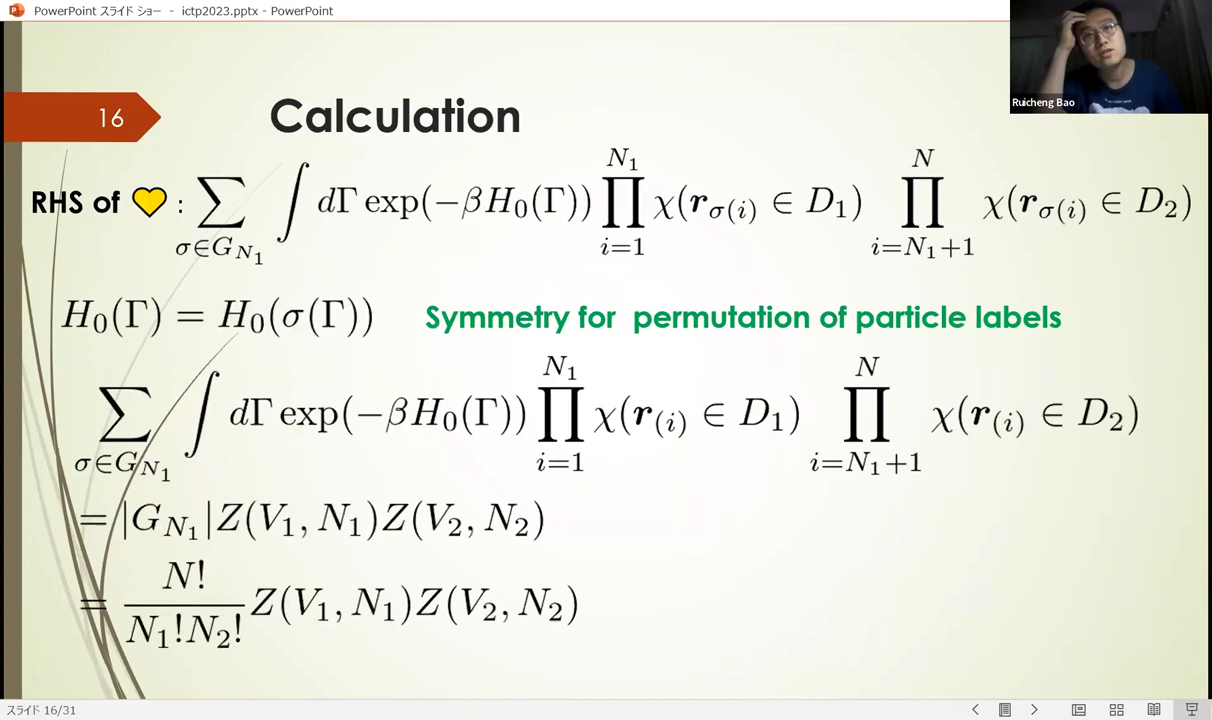 PowerPoint スライド ショー - ictp2023.pptx - PowerPoint
Ruicheng Bao
16
Calculation
RHS of 💛 : \sum_{\sigma \in G_{N_1}} \int d\Gamma \exp(-\beta H_0(\Gamma)) \prod_{i=1}^{N_1} \chi(\boldsymbol{r}_{\sigma(i)} \in D_1) \prod_{i=N_1+1}^{N} \chi(\boldsymbol{r}_{\sigma(i)} \in D_2)
H_0(\Gamma) = H_0(\sigma(\Gamma)) Symmetry for permutation of particle labels
\sum_{\sigma \in G_{N_1}} \int d\Gamma \exp(-\beta H_0(\Gamma)) \prod_{i=1}^{N_1} \chi(\boldsymbol{r}_{(i)} \in D_1) \prod_{i=N_1+1}^{N} \chi(\boldsymbol{r}_{(i)} \in D_2)
= |G_{N_1}| Z(V_1, N_1) Z(V_2, N_2)
= \frac{N!}{N_1! N_2!} Z(V_1, N_1) Z(V_2, N_2)
スライド 16/31